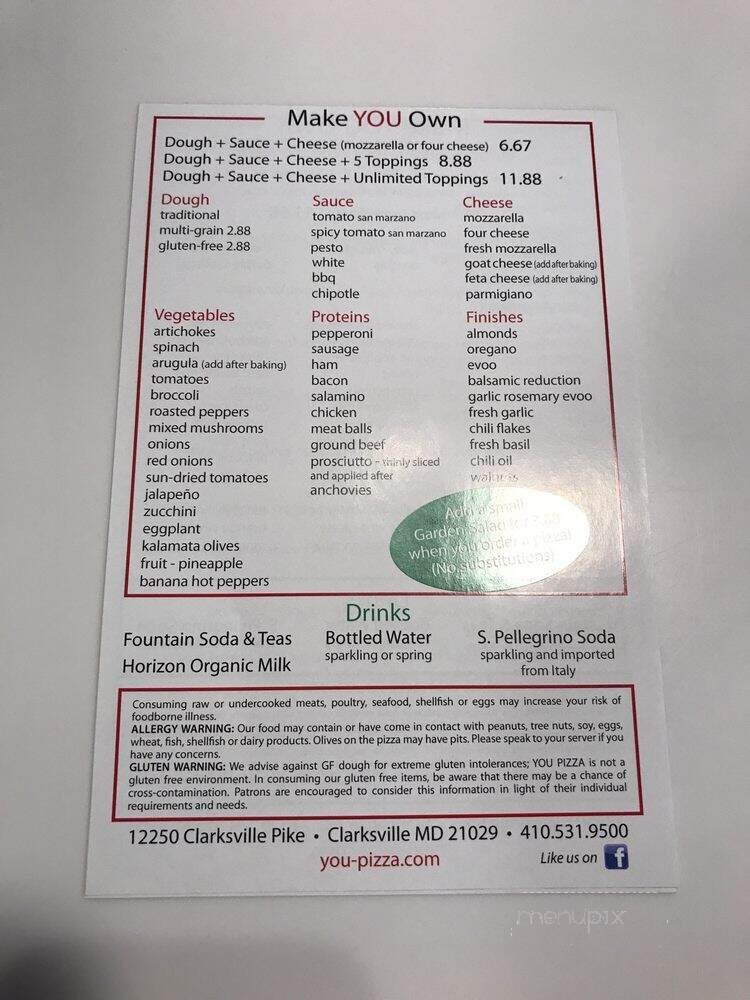 Make YOU Own
Dough + Sauce + Cheese (mozzarella or four cheese) 6.67
Dough + Sauce + Cheese + 5 Toppings 8.88
Dough + Sauce + Cheese + Unlimited Toppings 11.88
Dough
traditional
multi-grain 2.88
gluten-free 2.88
Sauce
tomato san marzano
spicy tomato san marzano
pesto
white
bbq
chipotle
Cheese
mozzarella
four cheese
fresh mozzarella
goat cheese (add after baking)
feta cheese (add after baking)
parmigiano
Vegetables
artichokes
spinach
arugula (add after baking)
tomatoes
broccoli
roasted peppers
mixed mushrooms
onions
red onions
sun-dried tomatoes
jalapeño
zucchini
eggplant
kalamata olives
fruit - pineapple
banana hot peppers
Proteins
pepperoni
sausage
ham
bacon
salamino
chicken
meat balls
ground beef
prosciutto - thinly sliced
and applied after
anchovies
Finishes
almonds
oregano
evoo
balsamic reduction
garlic rosemary evoo
fresh garlic
chili flakes
fresh basil
chili oil
walnuts
Add a small
Garden Salad for
when you order a pizza!
(No substitutions)
Drinks
Fountain Soda & Teas
Horizon Organic Milk
Bottled Water
sparkling or spring
S. Pellegrino Soda
sparkling and imported
from Italy
Consuming raw or undercooked meats, poultry, seafood, shellfish or eggs may increase your risk of
foodborne illness.
ALLERGY WARNING: Our food may contain or have come in contact with peanuts, tree nuts, soy, eggs,
wheat, fish, shellfish or dairy products. Olives on the pizza may have pits. Please speak to your server if you
have any concerns.
GLUTEN WARNING: We advise against GF dough for extreme gluten intolerances; YOU PIZZA is not a
gluten free environment. In consuming our gluten free items, be aware that there may be a chance of
cross-contamination. Patrons are encouraged to consider this information in light of their individual
requirements and needs.
12250 Clarksville Pike • Clarksville MD 21029 • 410.531.9500
you-pizza.com
Like us on f
menupix